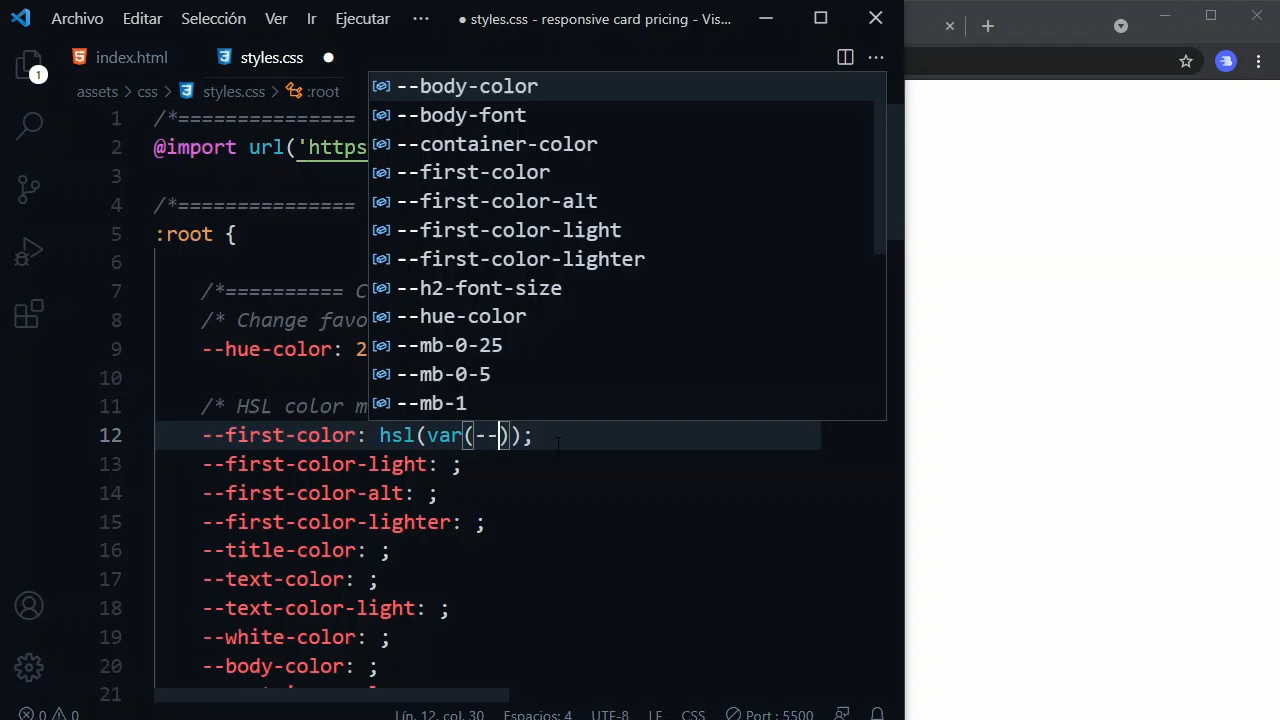 Archivo Editar Selección Ver Ir Ejecutar ··· ● styles.css - responsive card pricing - Vis...
index.html styles.css
assets > css > styles.css > :root
1 /*===============
2 @import url('https
3
4 /*===============
5 :root {
6
7 /*========== C
8 /* Change favo
9 --hue-color: 2
10
11 /* HSL color m
12 --first-color: hsl(var(--));
13 --first-color-light: ;
14 --first-color-alt: ;
15 --first-color-lighter: ;
16 --title-color: ;
17 --text-color: ;
18 --text-color-light: ;
19 --white-color: ;
20 --body-color: ;
21
--body-color
--body-font
--container-color
--first-color
--first-color-alt
--first-color-light
--first-color-lighter
--h2-font-size
--hue-color
--mb-0-25
--mb-0-5
--mb-1
1
0 0 Lín. 12, col. 30 Espacios: 4 UTF-8 LF CSS Port : 5500